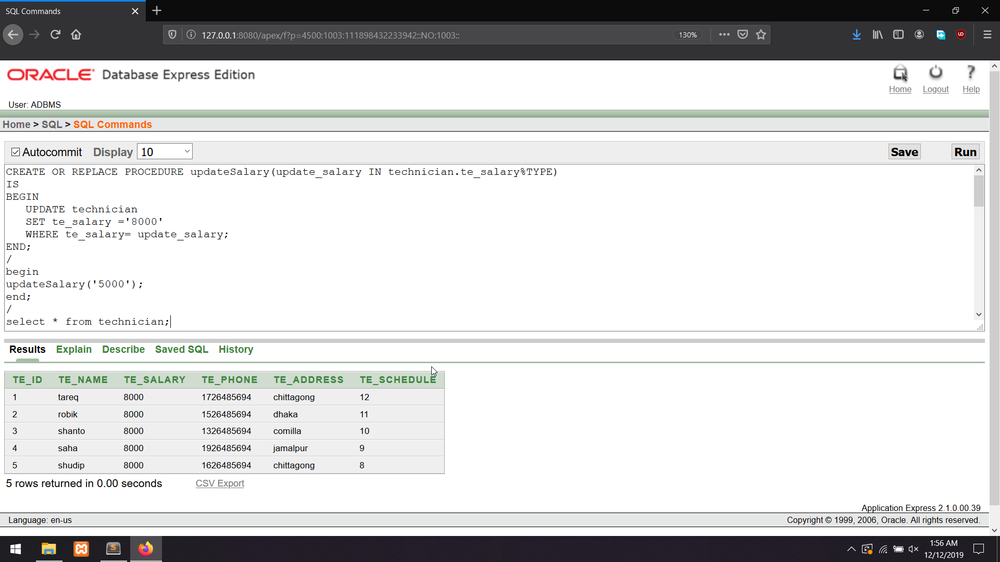 SQL Commands
127.0.0.1:8080/apex/f?p=4500:1003:111898432233942::NO:1003::
130%
ORACLE Database Express Edition
Home Logout Help
User: ADBMS
Home > SQL > SQL Commands
Autocommit Display 10 Save Run
CREATE OR REPLACE PROCEDURE updateSalary(update_salary IN technician.te_salary%TYPE)
IS
BEGIN
   UPDATE technician
   SET te_salary ='8000'
   WHERE te_salary= update_salary;
END;
/
begin
updateSalary('5000');
end;
/
select * from technician;
Results Explain Describe Saved SQL History
TE_ID TE_NAME TE_SALARY TE_PHONE TE_ADDRESS TE_SCHEDULE
1 tareq 8000 1726485694 chittagong 12
2 robik 8000 1526485694 dhaka 11
3 shanto 8000 1326485694 comilla 10
4 saha 8000 1926485694 jamalpur 9
5 shudip 8000 1626485694 chittagong 8
5 rows returned in 0.00 seconds CSV Export
Application Express 2.1.0.00.39
Language: en-us Copyright © 1999, 2006, Oracle. All rights reserved.
1:56 AM
12/12/2019